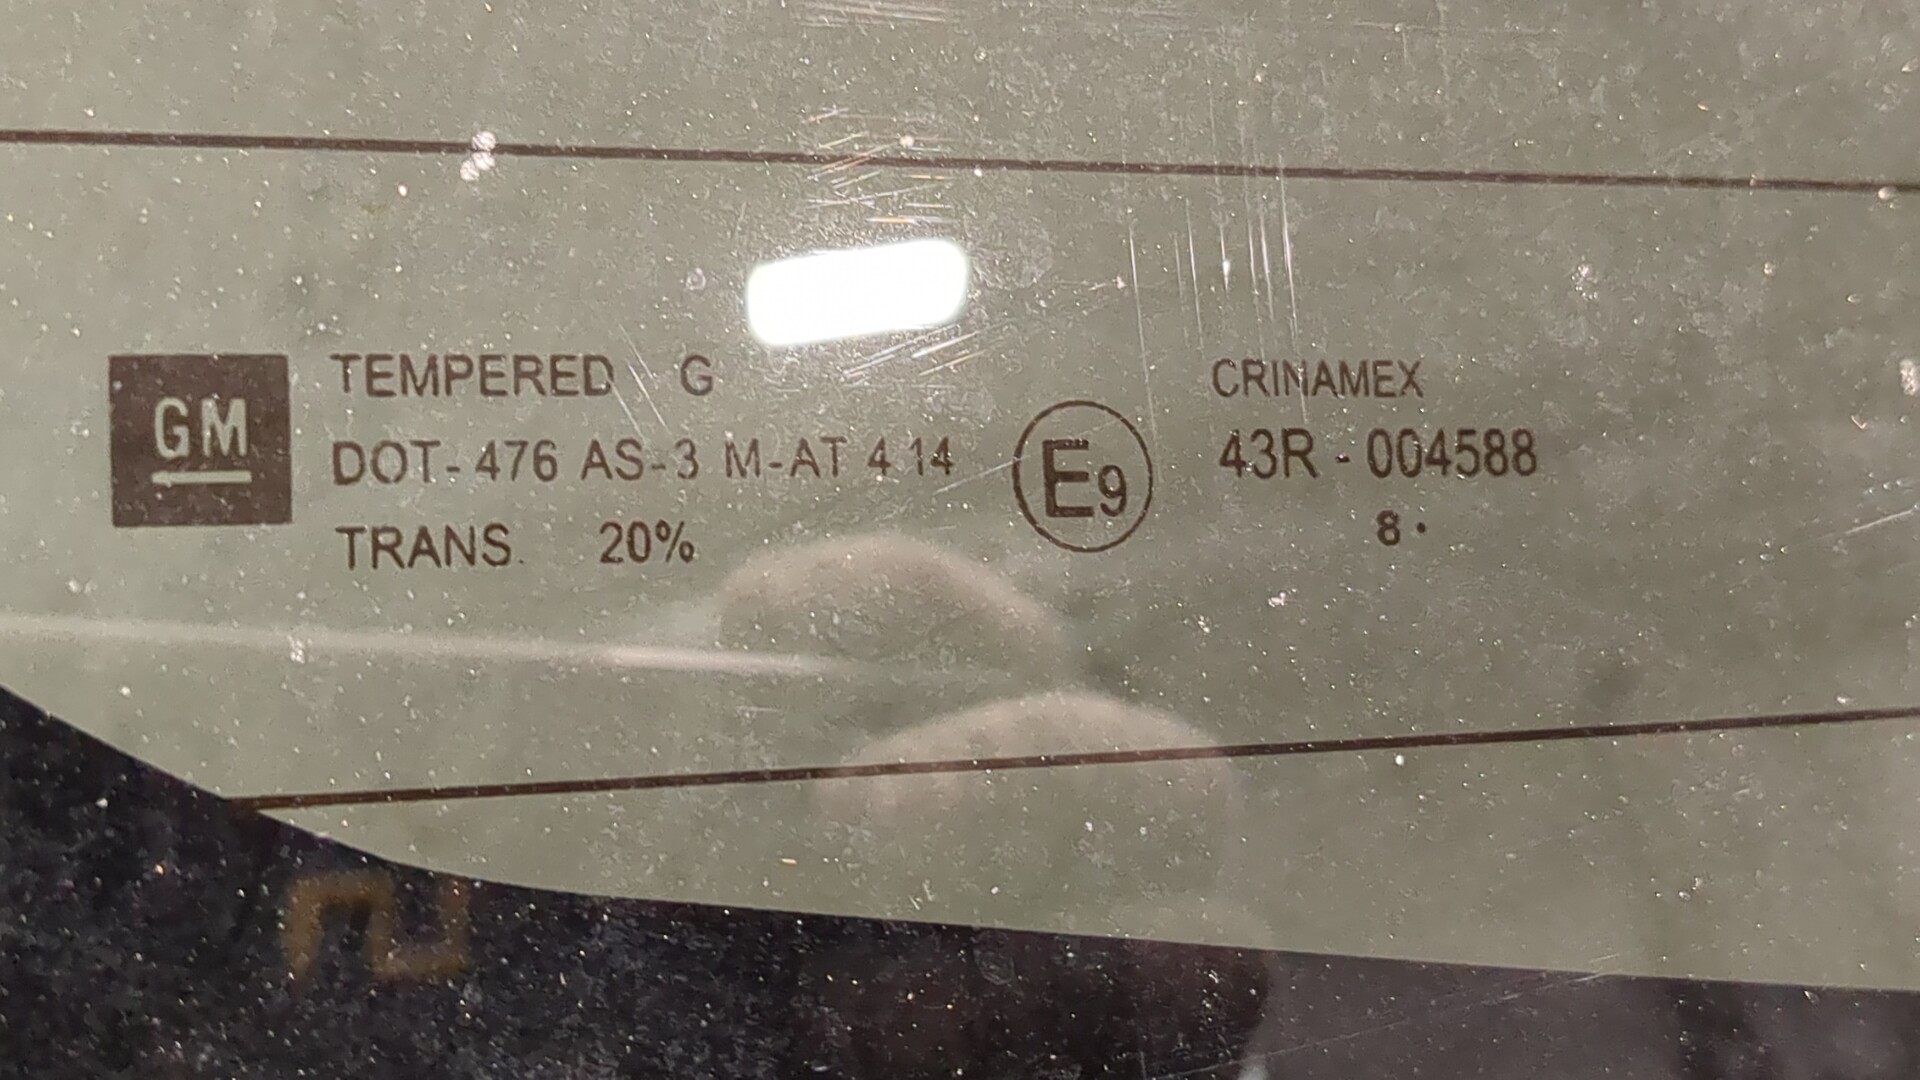 GM
TEMPERED G
DOT-476 AS-3 M-AT 4 14
TRANS. 20%
E9
CRINAMEX
43R - 004588
8 •